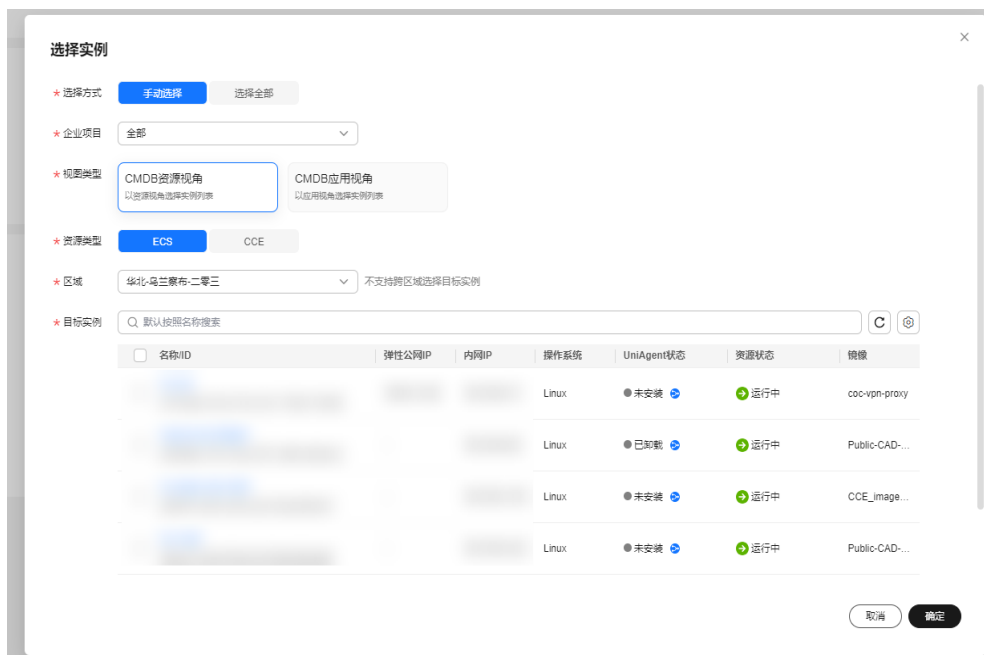 选择实例
* 选择方式 手动选择 选择全部
* 企业项目 全部
* 视图类型 CMDB资源视角 CMDB应用视角
以资源视角选择实例列表 以应用视角选择实例列表
* 资源类型 ECS CCE
* 区域 华北-乌兰察布-二零三 不支持跨区域选择目标实例
* 目标实例 默认按照名称搜索
名称/ID 弹性公网IP 内网IP 操作系统 UniAgent状态 资源状态 镜像
Linux 未安装 运行中 coc-vpn-proxy
Linux 已卸载 运行中 Public-CAD-...
Linux 未安装 运行中 CCE_image...
Linux 未安装 运行中 Public-CAD-...
取消 确定